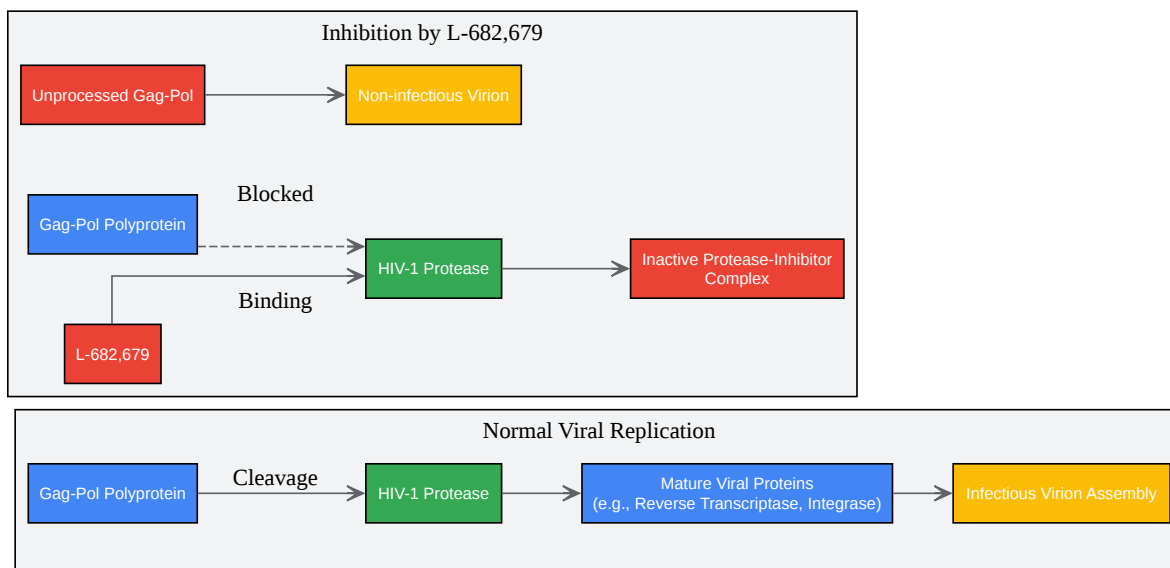 Inhibition by L-682,679
Unprocessed Gag-Pol
Non-infectious Virion
Blocked
Gag-Pol Polyprotein
HIV-1 Protease
Inactive Protease-Inhibitor
Complex
Binding
L-682,679
Normal Viral Replication
Gag-Pol Polyprotein
Cleavage
HIV-1 Protease
Mature Viral Proteins
(e.g., Reverse Transcriptase, Integrase)
Infectious Virion Assembly